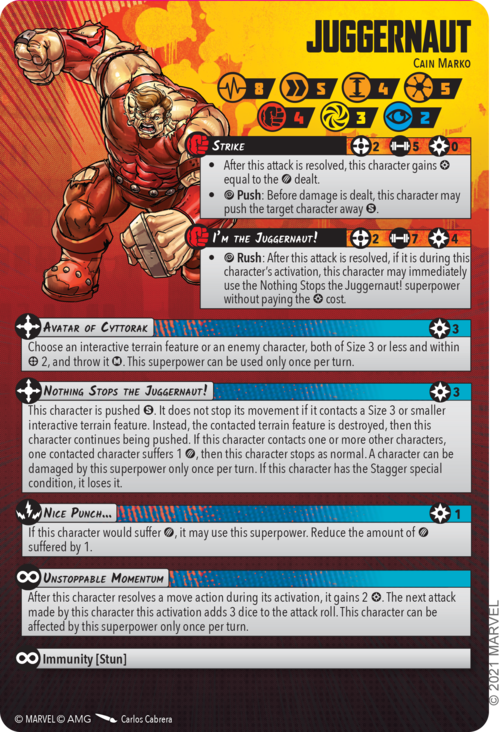 JUGGERNAUT
CAIN MARKO
8 5 4 5
4 3 2
STRIKE 2 5 0
• After this attack is resolved, this character gains
equal to the dealt.
• Push: Before damage is dealt, this character may
push the target character away S.
I'M THE JUGGERNAUT! 2 7 4
• Rush: After this attack is resolved, if it is during this
character's activation, this character may immediately
use the Nothing Stops the Juggernaut! superpower
without paying the cost.
AVATAR OF CYTTORAK 3
Choose an interactive terrain feature or an enemy character, both of Size 3 or less and within
2, and throw it M. This superpower can be used only once per turn.
NOTHING STOPS THE JUGGERNAUT! 3
This character is pushed S. It does not stop its movement if it contacts a Size 3 or smaller
interactive terrain feature. Instead, the contacted terrain feature is destroyed, then this
character continues being pushed. If this character contacts one or more other characters,
one contacted character suffers 1 , then this character stops as normal. A character can be
damaged by this superpower only once per turn. If this character has the Stagger special
condition, it loses it.
NICE PUNCH... 1
If this character would suffer , it may use this superpower. Reduce the amount of
suffered by 1.
UNSTOPPABLE MOMENTUM
After this character resolves a move action during its activation, it gains 2 . The next attack
made by this character this activation adds 3 dice to the attack roll. This character can be
affected by this superpower only once per turn.
Immunity [Stun]
© MARVEL © AMG Carlos Cabrera
© 2021 MARVEL